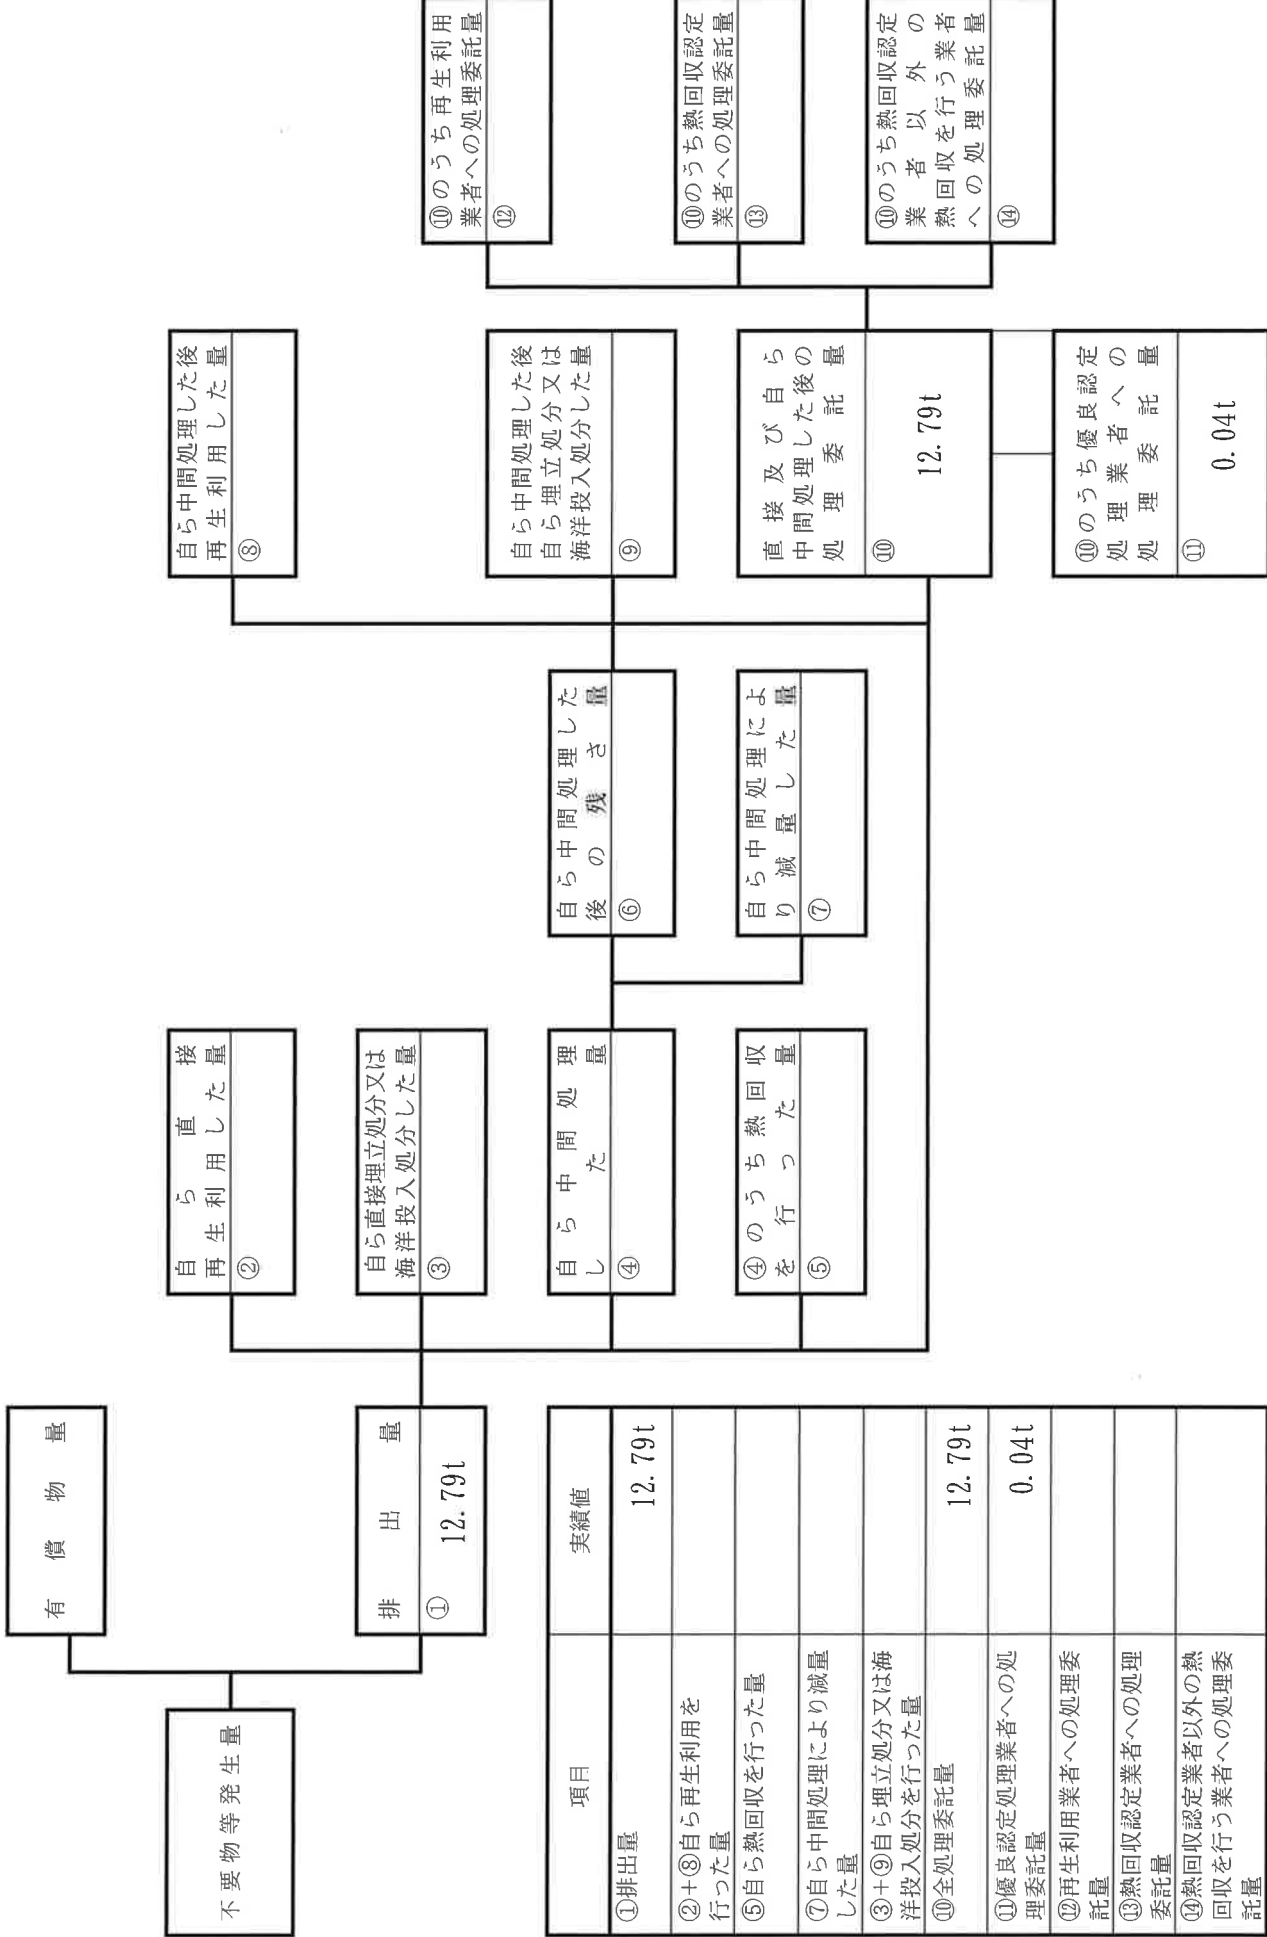 不要物等発生量
有償物量
排出量
①
12.79t
自ら直接
再生利用した量
②
自ら直接埋立処分又は
海洋投入処分した量
③
自ら中間処理
した量
④
④のうち熱回収
を行った量
⑤
自ら中間処理した
後の残さ量
⑥
自ら中間処理によ
り減量した量
⑦
自ら中間処理した後
再生利用した量
⑧
自ら中間処理した後
自ら埋立処分又は
海洋投入処分した量
⑨
直接及び自ら
中間処理した後の
処理委託量
⑩
12.79t
⑩のうち優良認定
処理業者への
処理委託量
⑪
0.04t
⑩のうち再生利用
業者への処理委託量
⑫
⑩のうち熱回収認定
業者への処理委託量
⑬
⑩のうち熱回収認定
業者以外の
熱回収を行う業者
への処理委託量
⑭
項目 実績値
①排出量 12.79t
②+⑧自ら再生利用を
行った量
⑤自ら熱回収を行った量
⑦自ら中間処理により減量
した量
③+⑨自ら埋立処分又は海
洋投入処分を行った量
⑩全処理委託量 12.79t
⑪優良認定処理業者への処
理委託量 0.04t
⑫再生利用業者への処理委
託量
⑬熱回収認定業者への処理
委託量
⑭熱回収認定業者以外の熱
回収を行う業者への処理委
託量